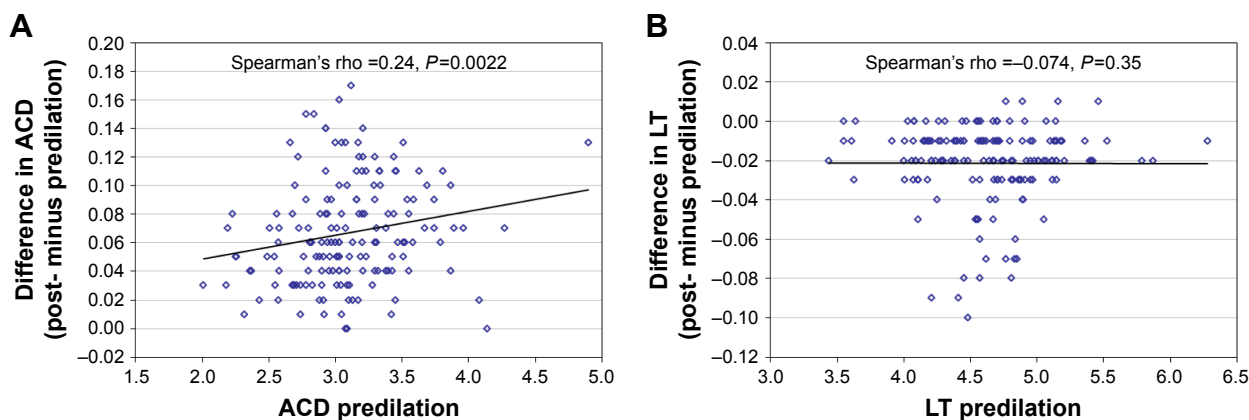 A
Difference in ACD
(post- minus predilation)
0.20
0.18
0.16
0.14
0.12
0.10
0.08
0.06
0.04
0.02
0.00
–0.02
Spearman's rho =0.24, P=0.0022
1.5 2.0 2.5 3.0 3.5 4.0 4.5 5.0
ACD predilation
B
Difference in LT
(post- minus predilation)
0.04
0.02
0.00
–0.02
–0.04
–0.06
–0.08
–0.10
–0.12
Spearman's rho =–0.074, P=0.35
3.0 3.5 4.0 4.5 5.0 5.5 6.0 6.5
LT predilation